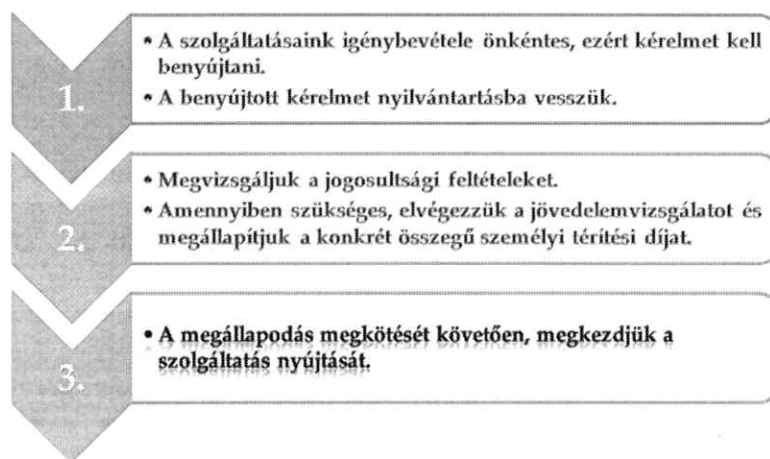 1.
• A szolgáltatásaink igénybevétele önkéntes, ezért kérelmet kell
benyújtani.
• A benyújtott kérelmet nyilvántartásba vesszük.
2.
• Megvizsgáljuk a jogosultsági feltételeket.
• Amennyiben szükséges, elvégezzük a jövedelemvizsgálatot és
megállapítjuk a konkrét összegű személyi térítési díjat.
3.
• A megállapodás megkötését követően, megkezdjük a
szolgáltatás nyújtását.